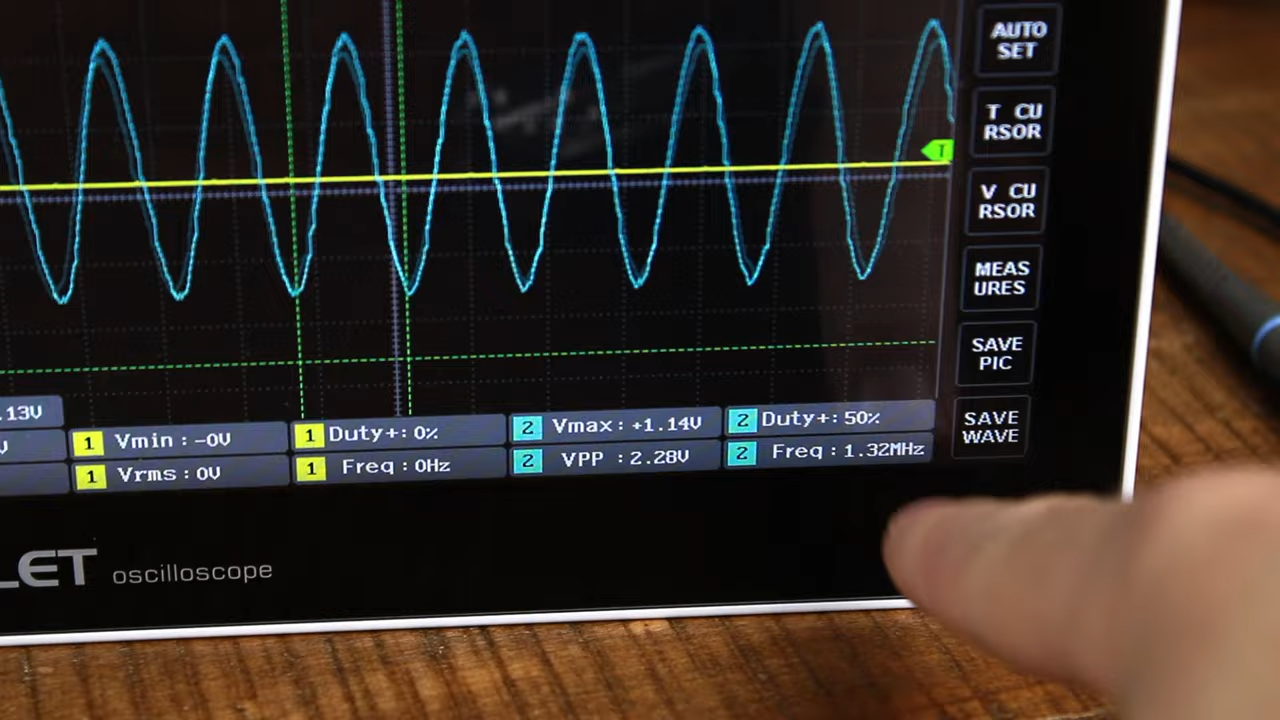 AUTO
SET
T CU
RSOR
T
V CU
RSOR
MEAS
URES
SAVE
PIC
SAVE
WAVE
.13V
1 Vmin:-0V
1 Duty+:0%
2 Vmax:+1.14V
2 Duty+:50%
V
1 Vrms:0V
1 Freq:0Hz
2 VPP:2.28V
2 Freq:1.32MHz
LET oscilloscope